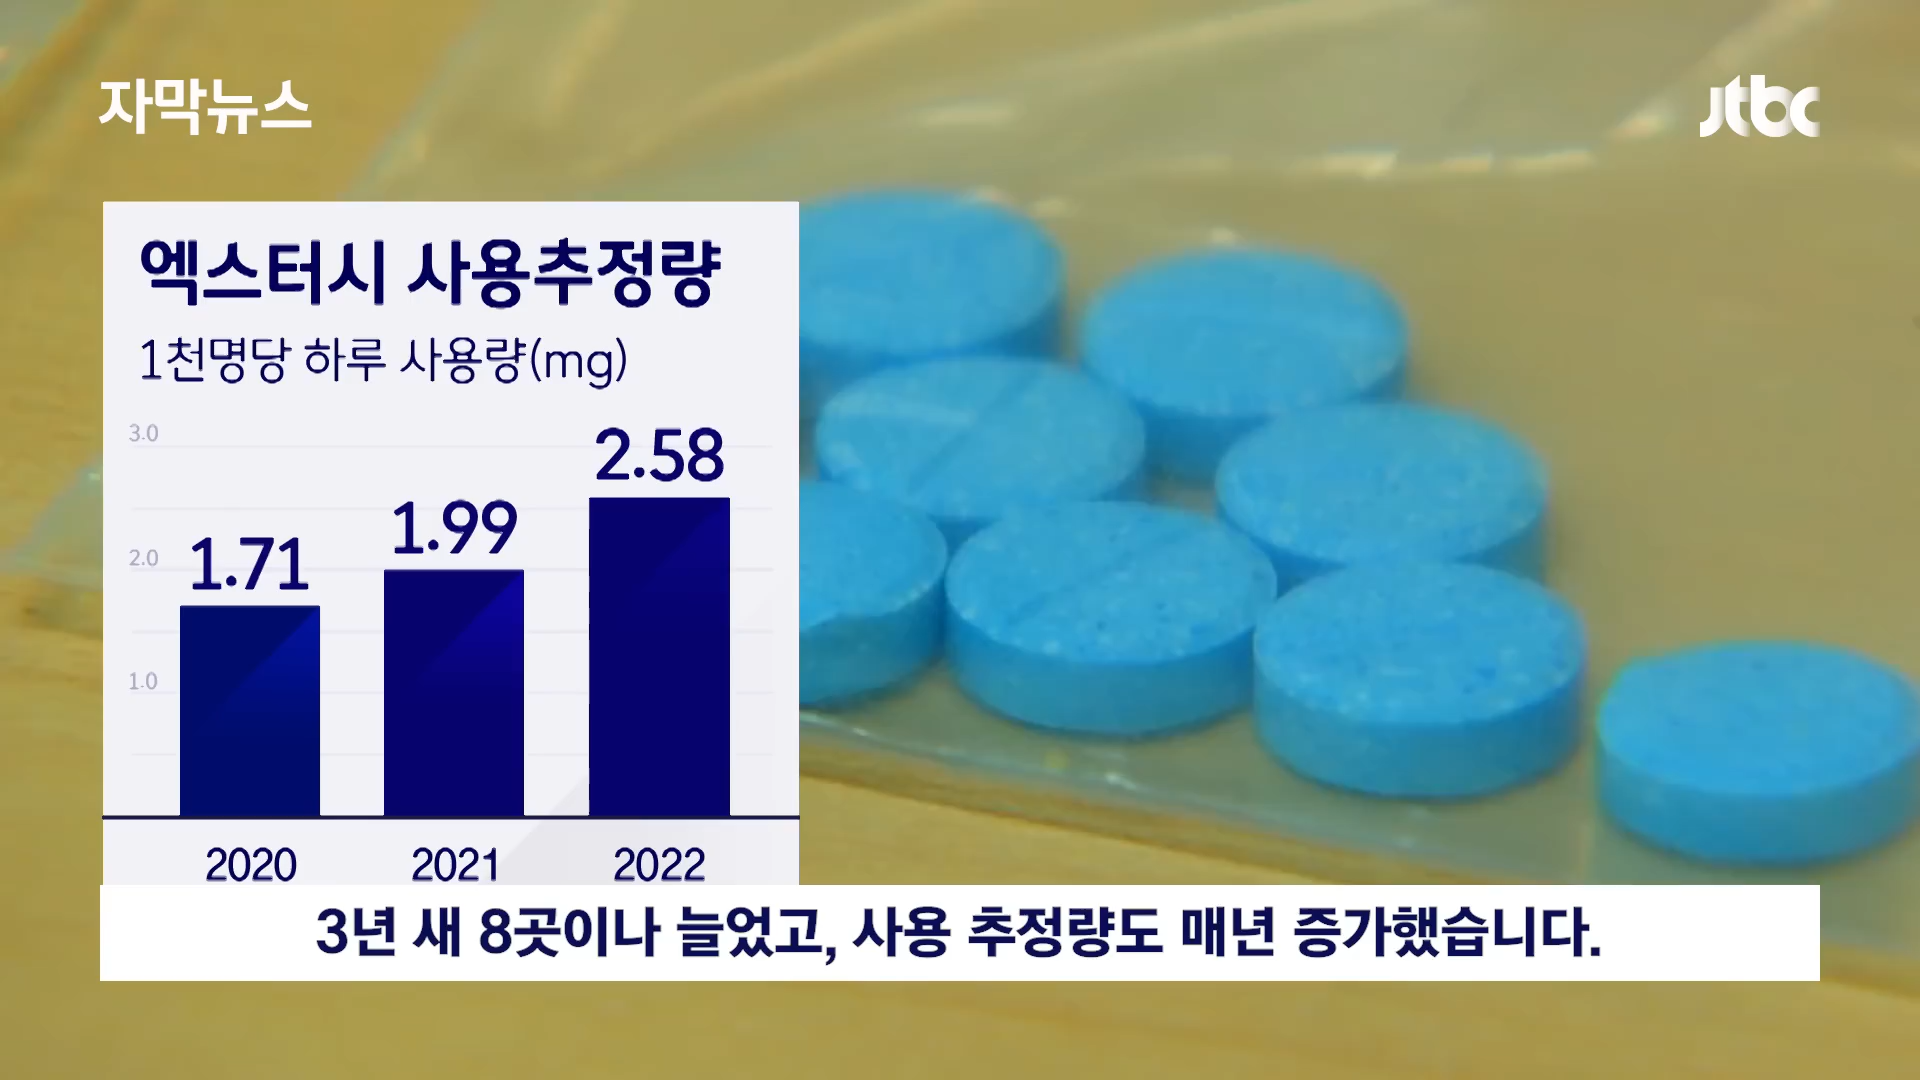 자막뉴스
jtbc
엑스터시 사용추정량
1천명당 하루 사용량(mg)
3.0
2.0
1.0
1.71
1.99
2.58
2020
2021
2022
3년 새 8곳이나 늘었고, 사용 추정량도 매년 증가했습니다.